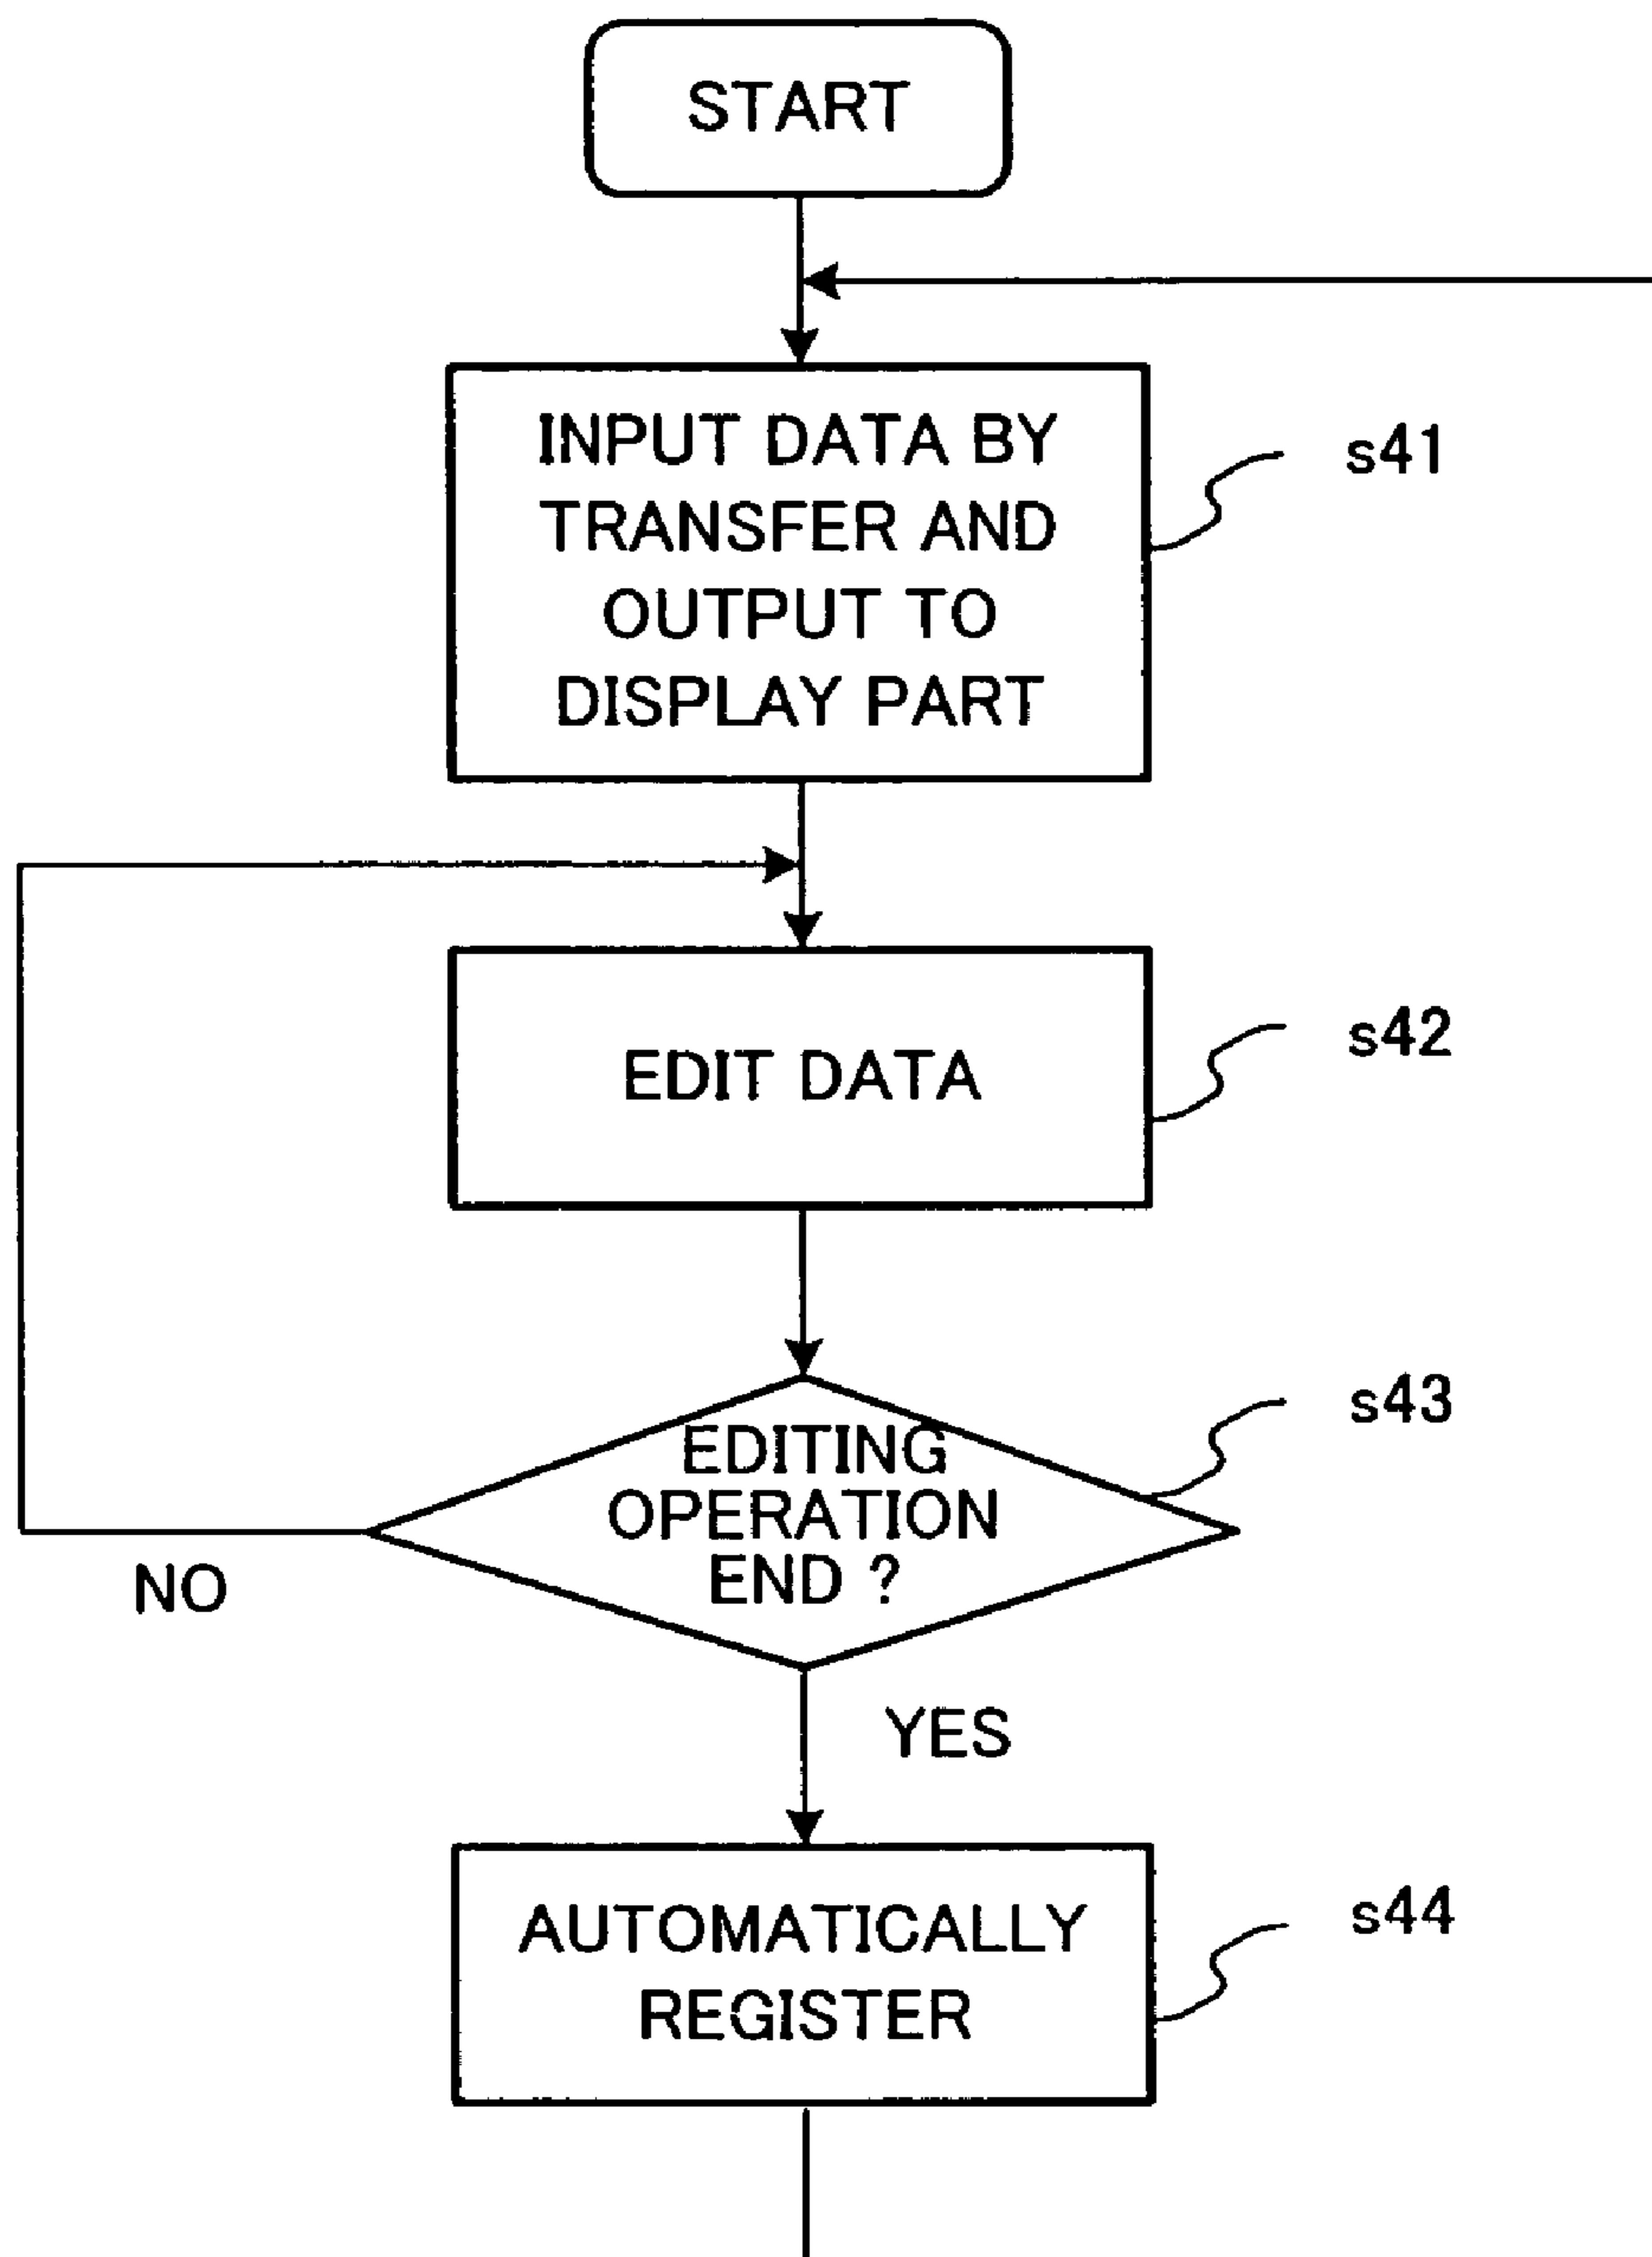 START
INPUT DATA BY
TRANSFER AND
OUTPUT TO
DISPLAY PART
s41
EDIT DATA
s42
EDITING
OPERATION
END ?
s43
NO
YES
AUTOMATICALLY
REGISTER
s44